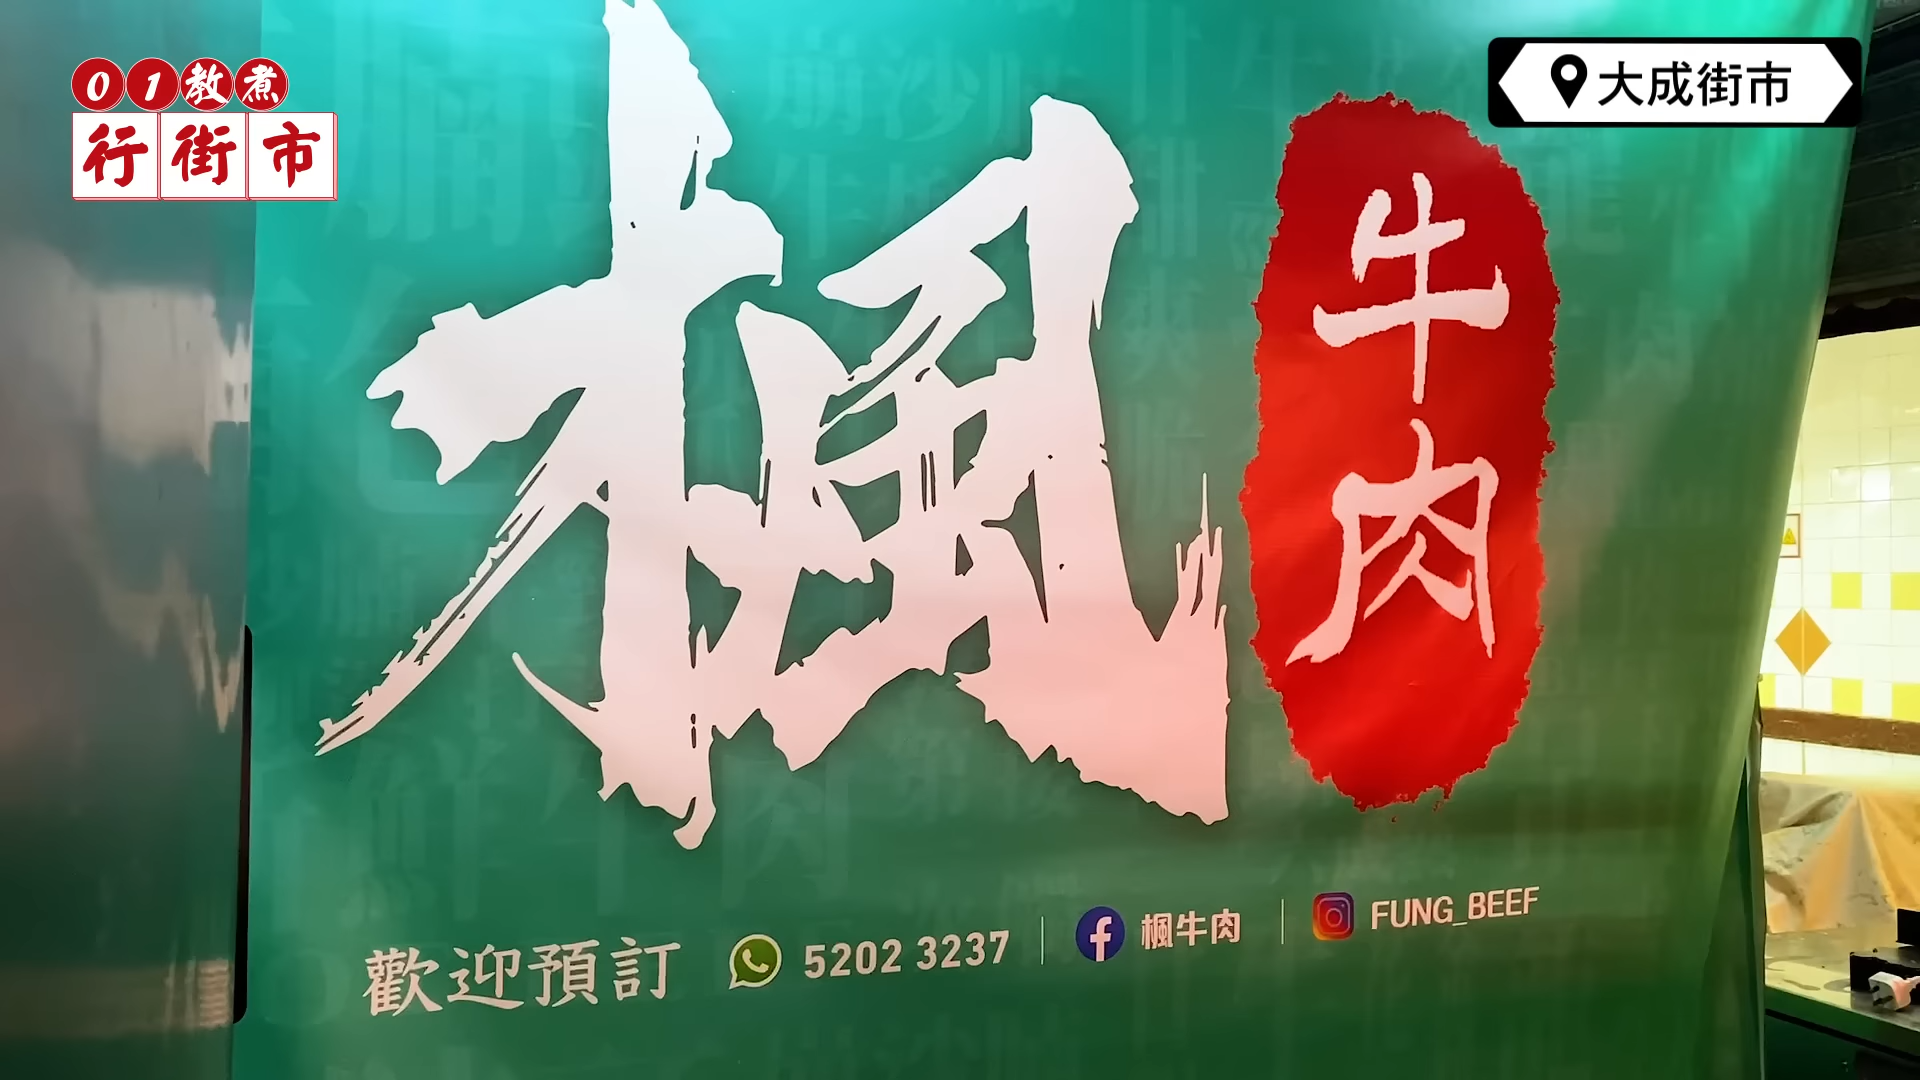 01教煮
行街市
大成街市
楓
牛肉
歡迎預訂 5202 3237 楓牛肉 FUNG_BEEF